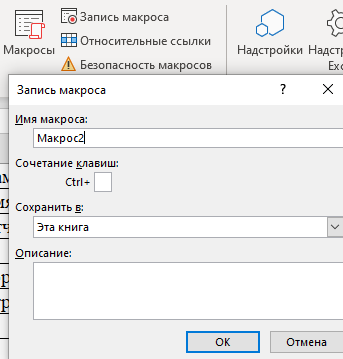 Макросы
Запись макроса
Относительные ссылки
Безопасность макросов
Надстройки
Запись макроса
?
Имя макроса:
Макрос2
Сочетание клавиш:
Ctrl+
Сохранить в:
Эта книга
Описание:
ОК
Отмена